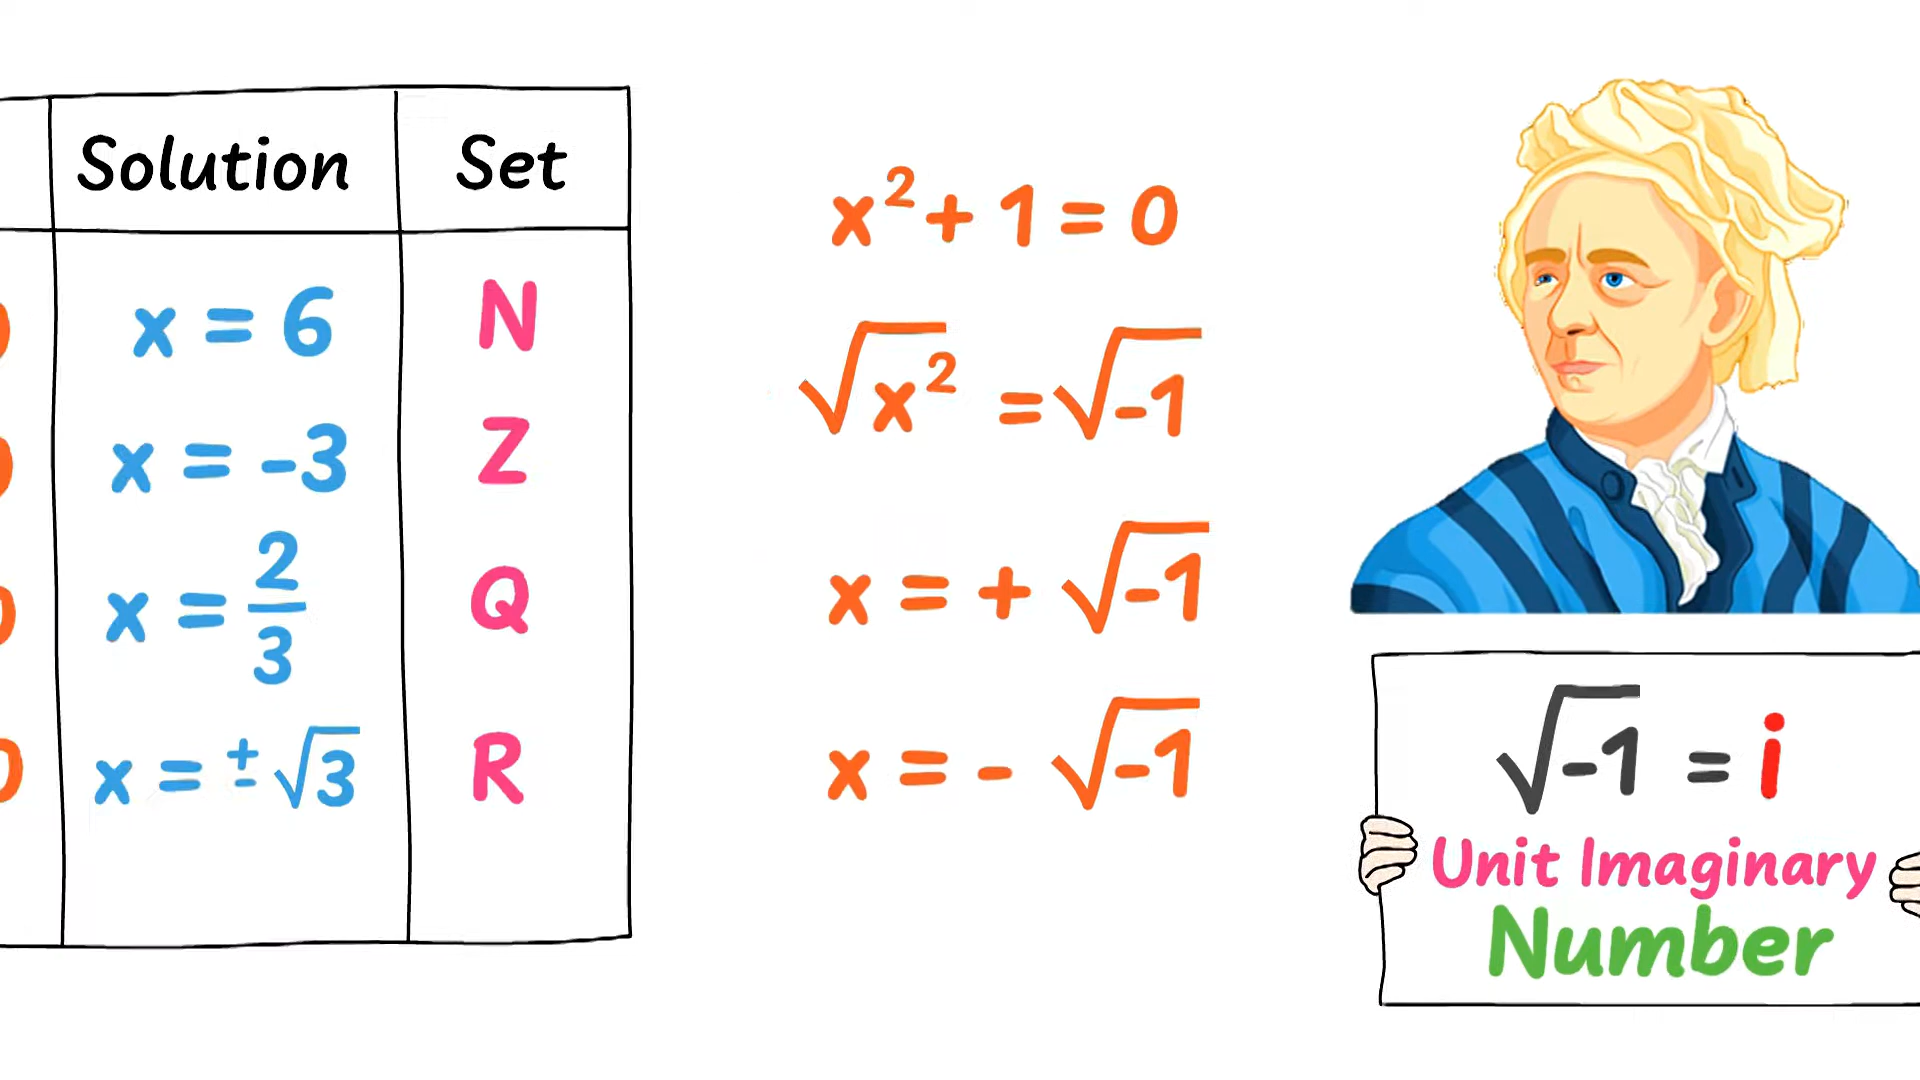 Solution Set
x = 6 N
x = -3 Z
x = 2/3 Q
x = ±√3 R
x² + 1 = 0
√x² = √-1
x = + √-1
x = - √-1
√-1 = i
Unit Imaginary
Number